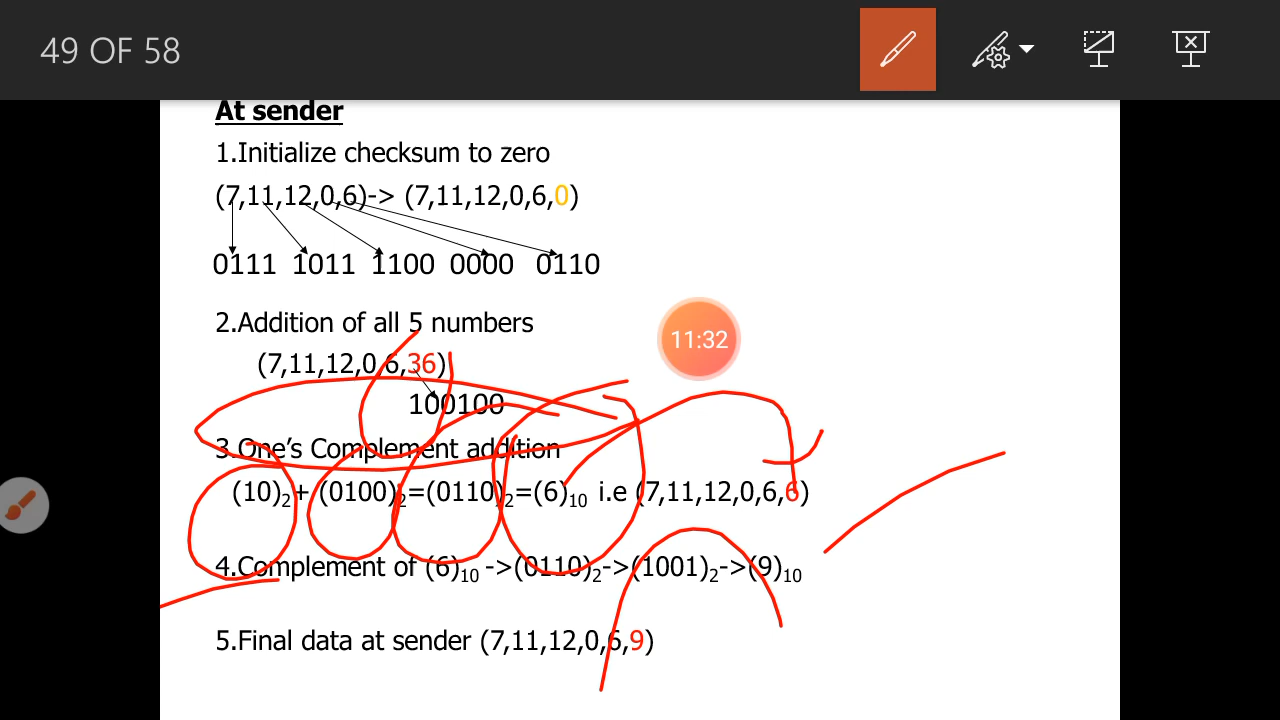 49 OF 58
At sender
1.Initialize checksum to zero
(7,11,12,0,6)-> (7,11,12,0,6,0)
0111 1011 1100 0000 0110
2.Addition of all 5 numbers
(7,11,12,0,6,36)
11:32
100100
3.One's Complement addition
(10)₂+ (0100)₂=(0110)₂=(6)₁₀ i.e (7,11,12,0,6,6)
4.Complement of (6)₁₀ ->(0110)₂->(1001)₂->(9)₁₀
5.Final data at sender (7,11,12,0,6,9)